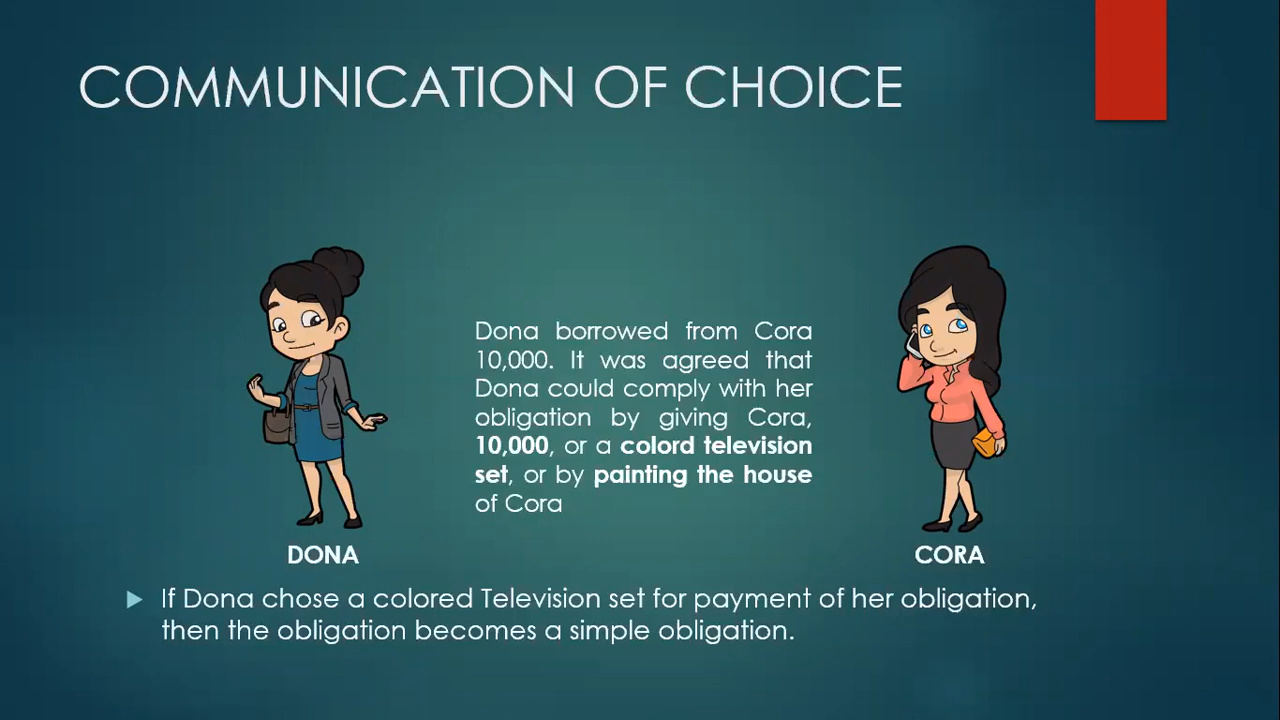 COMMUNICATION OF CHOICE
Dona borrowed from Cora
10,000. It was agreed that
Dona could comply with her
obligation by giving Cora,
10,000, or a colord television
set, or by painting the house
of Cora
DONA
CORA
If Dona chose a colored Television set for payment of her obligation,
then the obligation becomes a simple obligation.